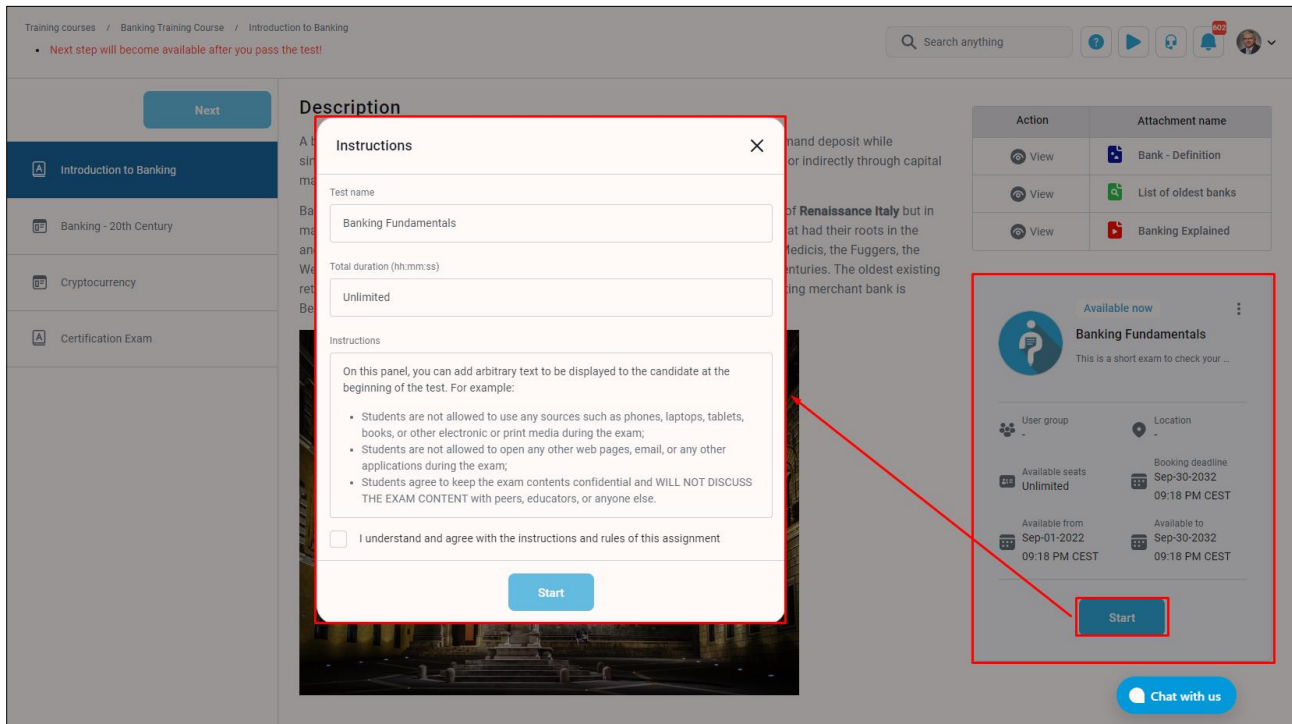 Training courses / Banking Training Course / Introduction to Banking
• Next step will become available after you pass the test!
Search anything
602
Next
Introduction to Banking
Banking - 20th Century
Cryptocurrency
Certification Exam
Description
mand deposit while
or indirectly through capital
of Renaissance Italy but in
at had their roots in the
Medicis, the Fuggers, the
enturies. The oldest existing
ting merchant bank is
Instructions
Test name
Banking Fundamentals
Total duration (hh:mm:ss)
Unlimited
Instructions
On this panel, you can add arbitrary text to be displayed to the candidate at the
beginning of the test. For example:
• Students are not allowed to use any sources such as phones, laptops, tablets,
books, or other electronic or print media during the exam;
• Students are not allowed to open any other web pages, email, or any other
applications during the exam;
• Students agree to keep the exam contents confidential and WILL NOT DISCUSS
THE EXAM CONTENT with peers, educators, or anyone else.
I understand and agree with the instructions and rules of this assignment
Start
Action Attachment name
View Bank - Definition
View List of oldest banks
View Banking Explained
Available now
Banking Fundamentals
This is a short exam to check your ...
User group Location
- -
Available seats Booking deadline
Unlimited Sep-30-2032
09:18 PM CEST
Available from Available to
Sep-01-2022 Sep-30-2032
09:18 PM CEST 09:18 PM CEST
Start
Chat with us